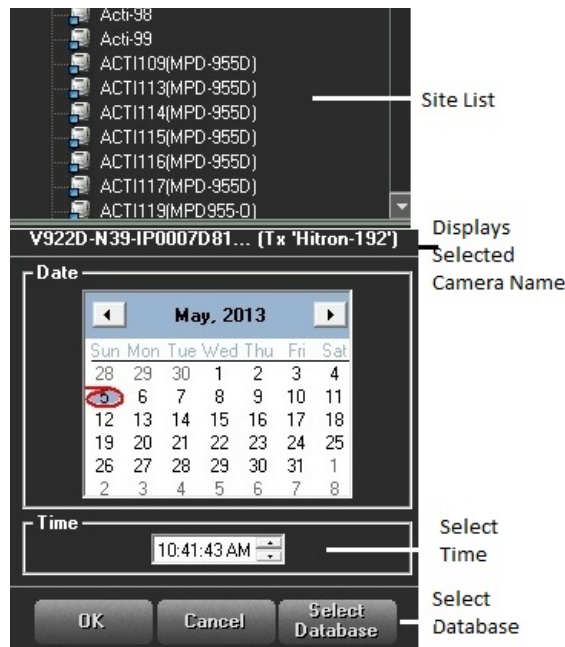 Acti-98
Acti-99
ACTI109(MPD-955D)
ACTI113(MPD-955D)
ACTI114(MPD-955D)
ACTI115(MPD-955D)
ACTI116(MPD-955D)
ACTI117(MPD-955D)
ACTI119(MPD955-O)
Site List
V922D-N39-IP0007D81... (Tx 'Hitron-192')
Displays
Selected
Camera Name
Date
May, 2013
Sun Mon Tue Wed Thu Fri Sat
28 29 30 1 2 3 4
5 6 7 8 9 10 11
12 13 14 15 16 17 18
19 20 21 22 23 24 25
26 27 28 29 30 31 1
2 3 4 5 6 7 8
Time
10:41:43 AM
Select
Time
OK
Cancel
Select
Database
Select
Database